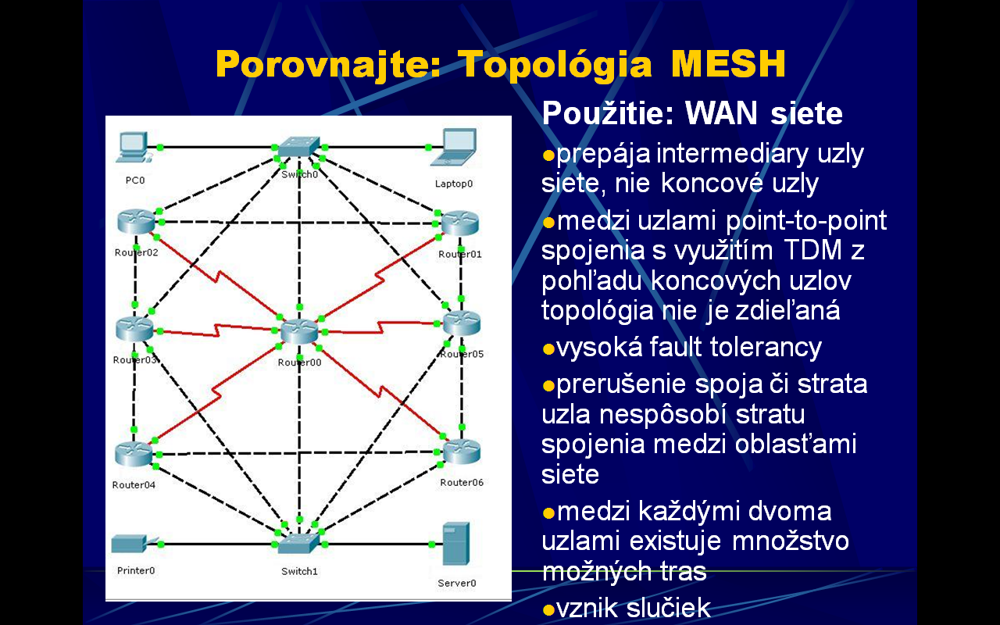 Porovnajte: Topológia MESH
Použitie: WAN siete
●prepája intermediary uzly
siete, nie koncové uzly
●medzi uzlami point-to-point
spojenia s využitím TDM z
pohľadu koncových uzlov
topológia nie je zdieľaná
●vysoká fault tolerancy
●prerušenie spoja či strata
uzla nespôsobí stratu
spojenia medzi oblasťami
siete
●medzi každými dvoma
uzlami existuje množstvo
možných tras
●vznik slučiek
PC0
Switch0
Laptop0
Router02
Router01
Router03
Router00
Router05
Router04
Router06
Printer0
Switch1
Server0